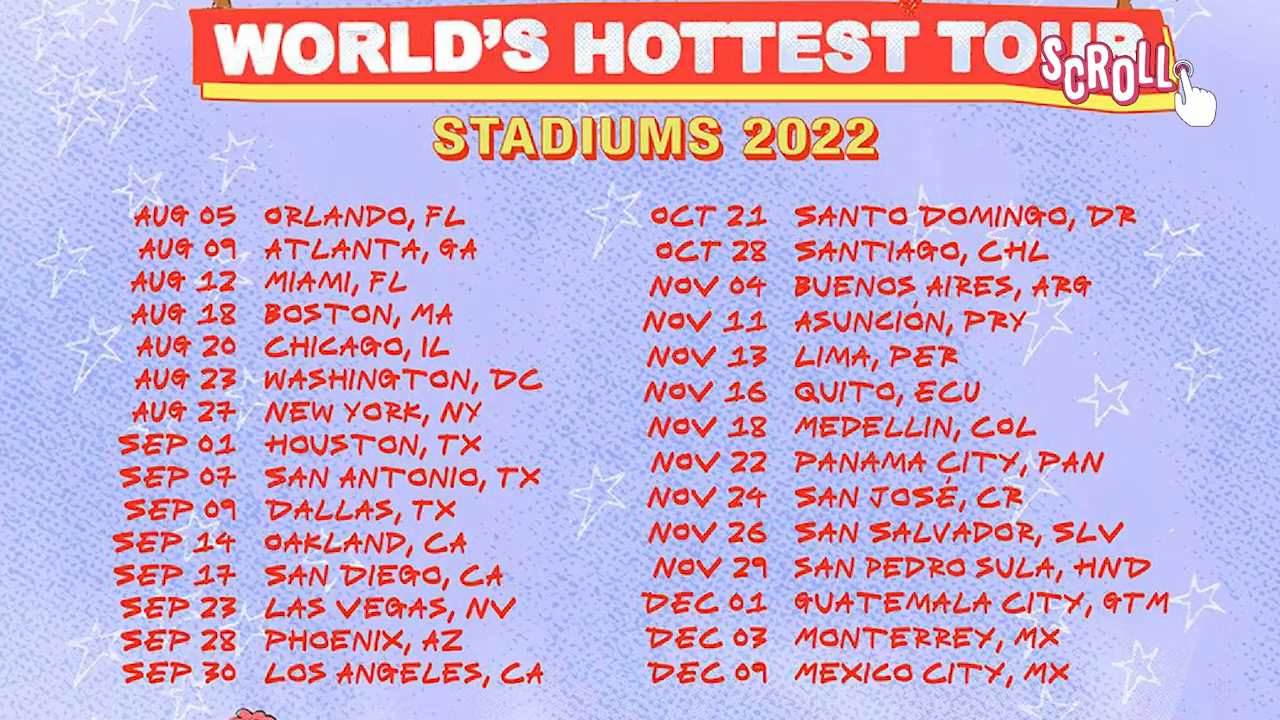 WORLD'S HOTTEST TOUR
SCROLL
STADIUMS 2022
AUG 05 ORLANDO, FL
AUG 09 ATLANTA, GA
AUG 12 MIAMI, FL
AUG 18 BOSTON, MA
AUG 20 CHICAGO, IL
AUG 23 WASHINGTON, DC
AUG 27 NEW YORK, NY
SEP 01 HOUSTON, TX
SEP 07 SAN ANTONIO, TX
SEP 09 DALLAS, TX
SEP 14 OAKLAND, CA
SEP 17 SAN DIEGO, CA
SEP 23 LAS VEGAS, NV
SEP 28 PHOENIX, AZ
SEP 30 LOS ANGELES, CA
OCT 21 SANTO DOMINGO, DR
OCT 28 SANTIAGO, CHL
NOV 04 BUENOS AIRES, ARG
NOV 11 ASUNCIÓN, PRY
NOV 13 LIMA, PER
NOV 16 QUITO, ECU
NOV 18 MEDELLIN, COL
NOV 22 PANAMA CITY, PAN
NOV 24 SAN JOSÉ, CR
NOV 26 SAN SALVADOR, SLV
NOV 29 SAN PEDRO SULA, HND
DEC 01 GUATEMALA CITY, GTM
DEC 03 MONTERREY, MX
DEC 09 MEXICO CITY, MX